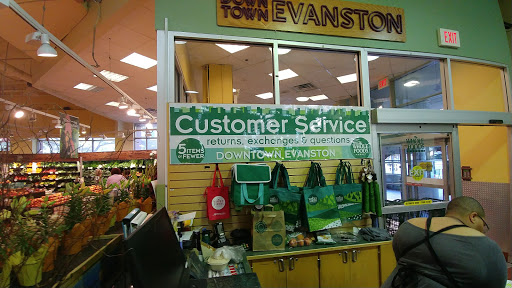 DOWN
TOWN EVANSTON
EXIT
Customer Service
returns, exchanges & questions
5 ITEMS
OR FEWER
DOWNTOWN EVANSTON
WHOLE
FOODS